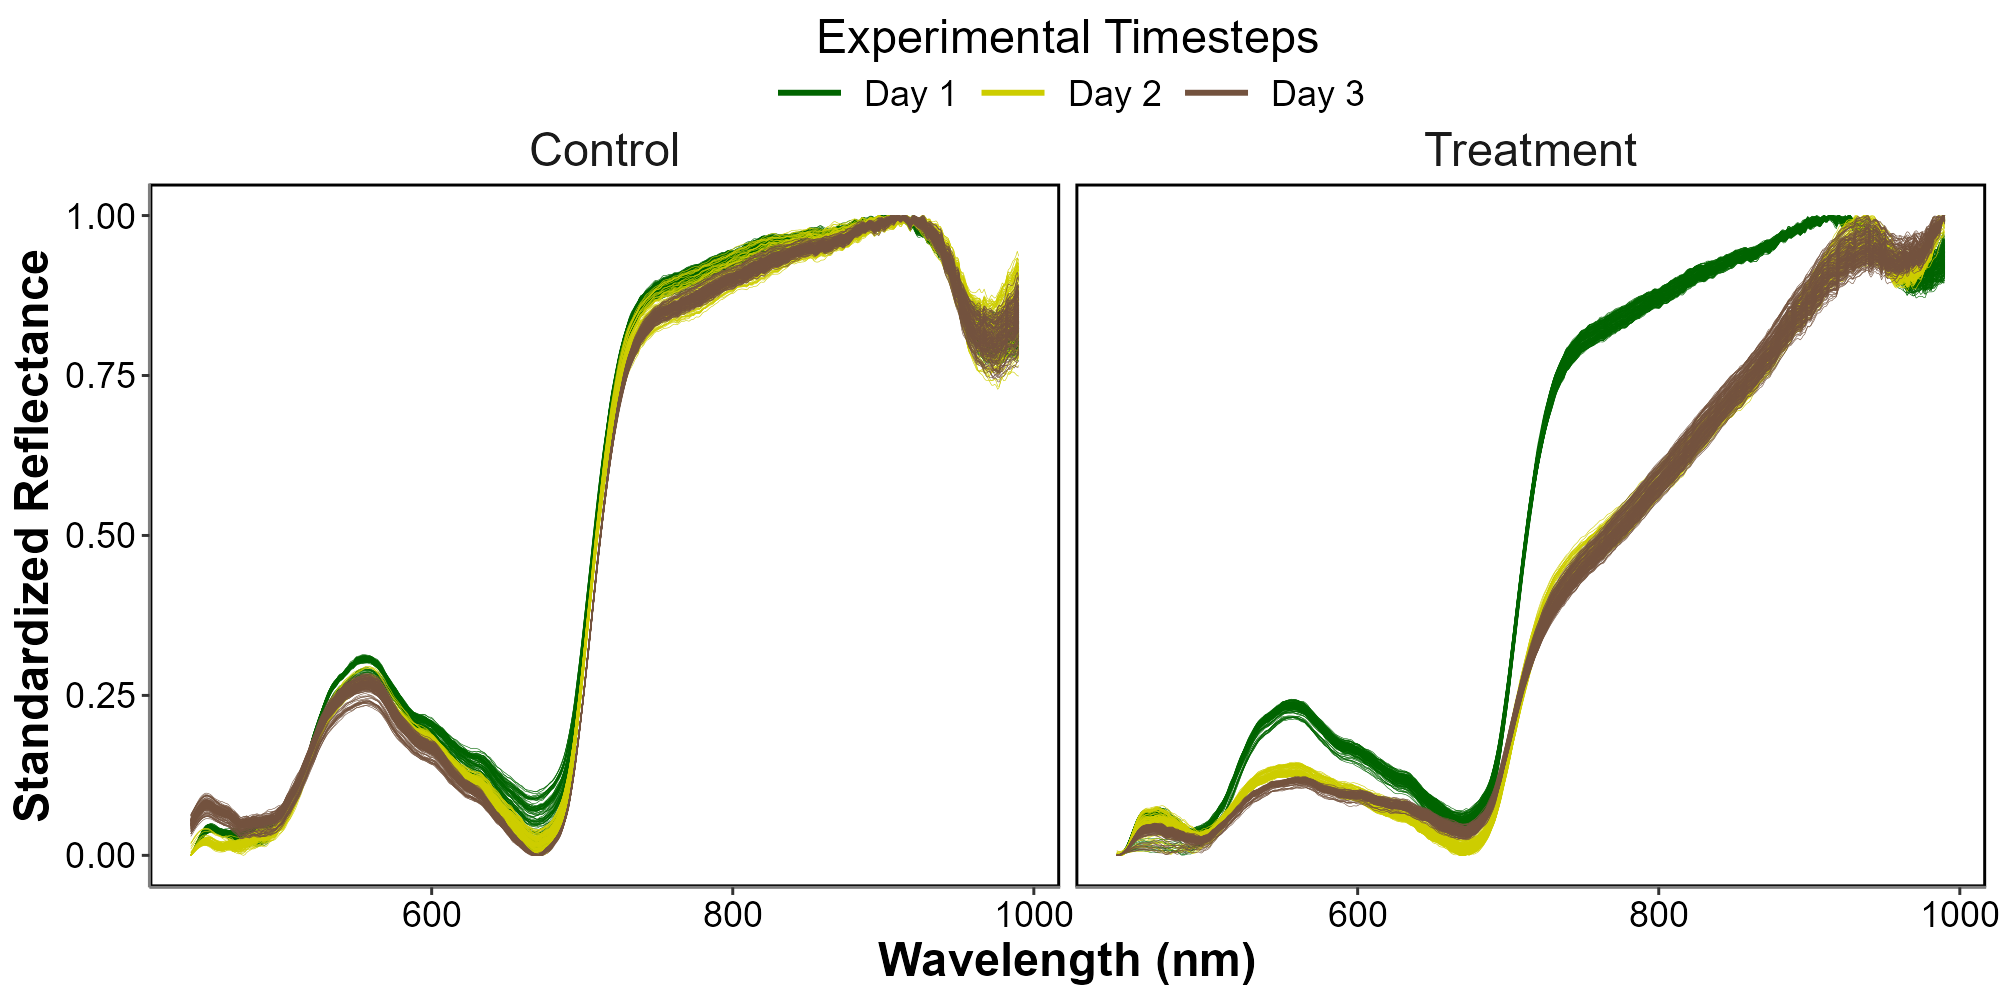 Experimental Timesteps
Day 1 Day 2 Day 3
Control Treatment
Standardized Reflectance
1.00
0.75
0.50
0.25
0.00
600 800 1000 600 800 1000
Wavelength (nm)